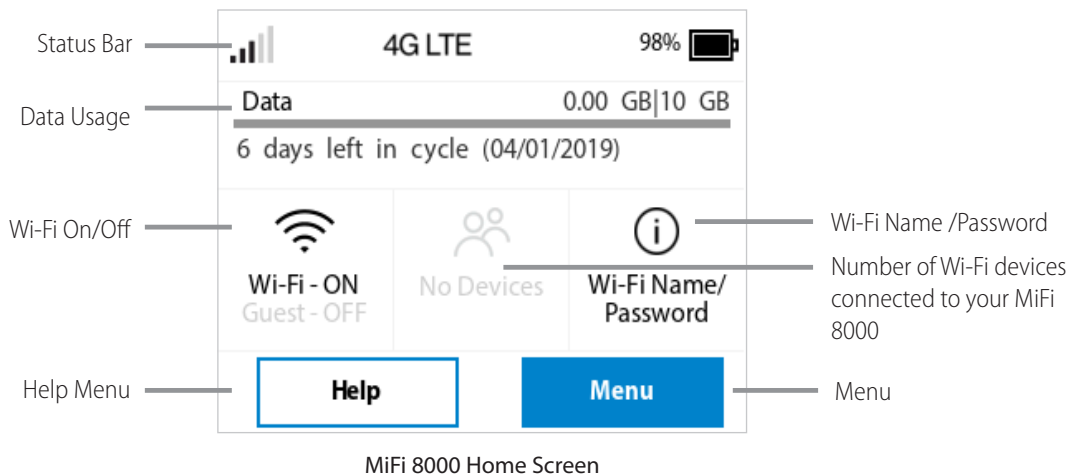 Status Bar
4G LTE
98%
Data Usage
Data
0.00 GB|10 GB
6 days left in cycle (04/01/2019)
Wi-Fi On/Off
Wi-Fi - ON
Guest - OFF
No Devices
Wi-Fi Name/
Password
Wi-Fi Name /Password
Number of Wi-Fi devices
connected to your MiFi
8000
Help Menu
Help
Menu
Menu
MiFi 8000 Home Screen